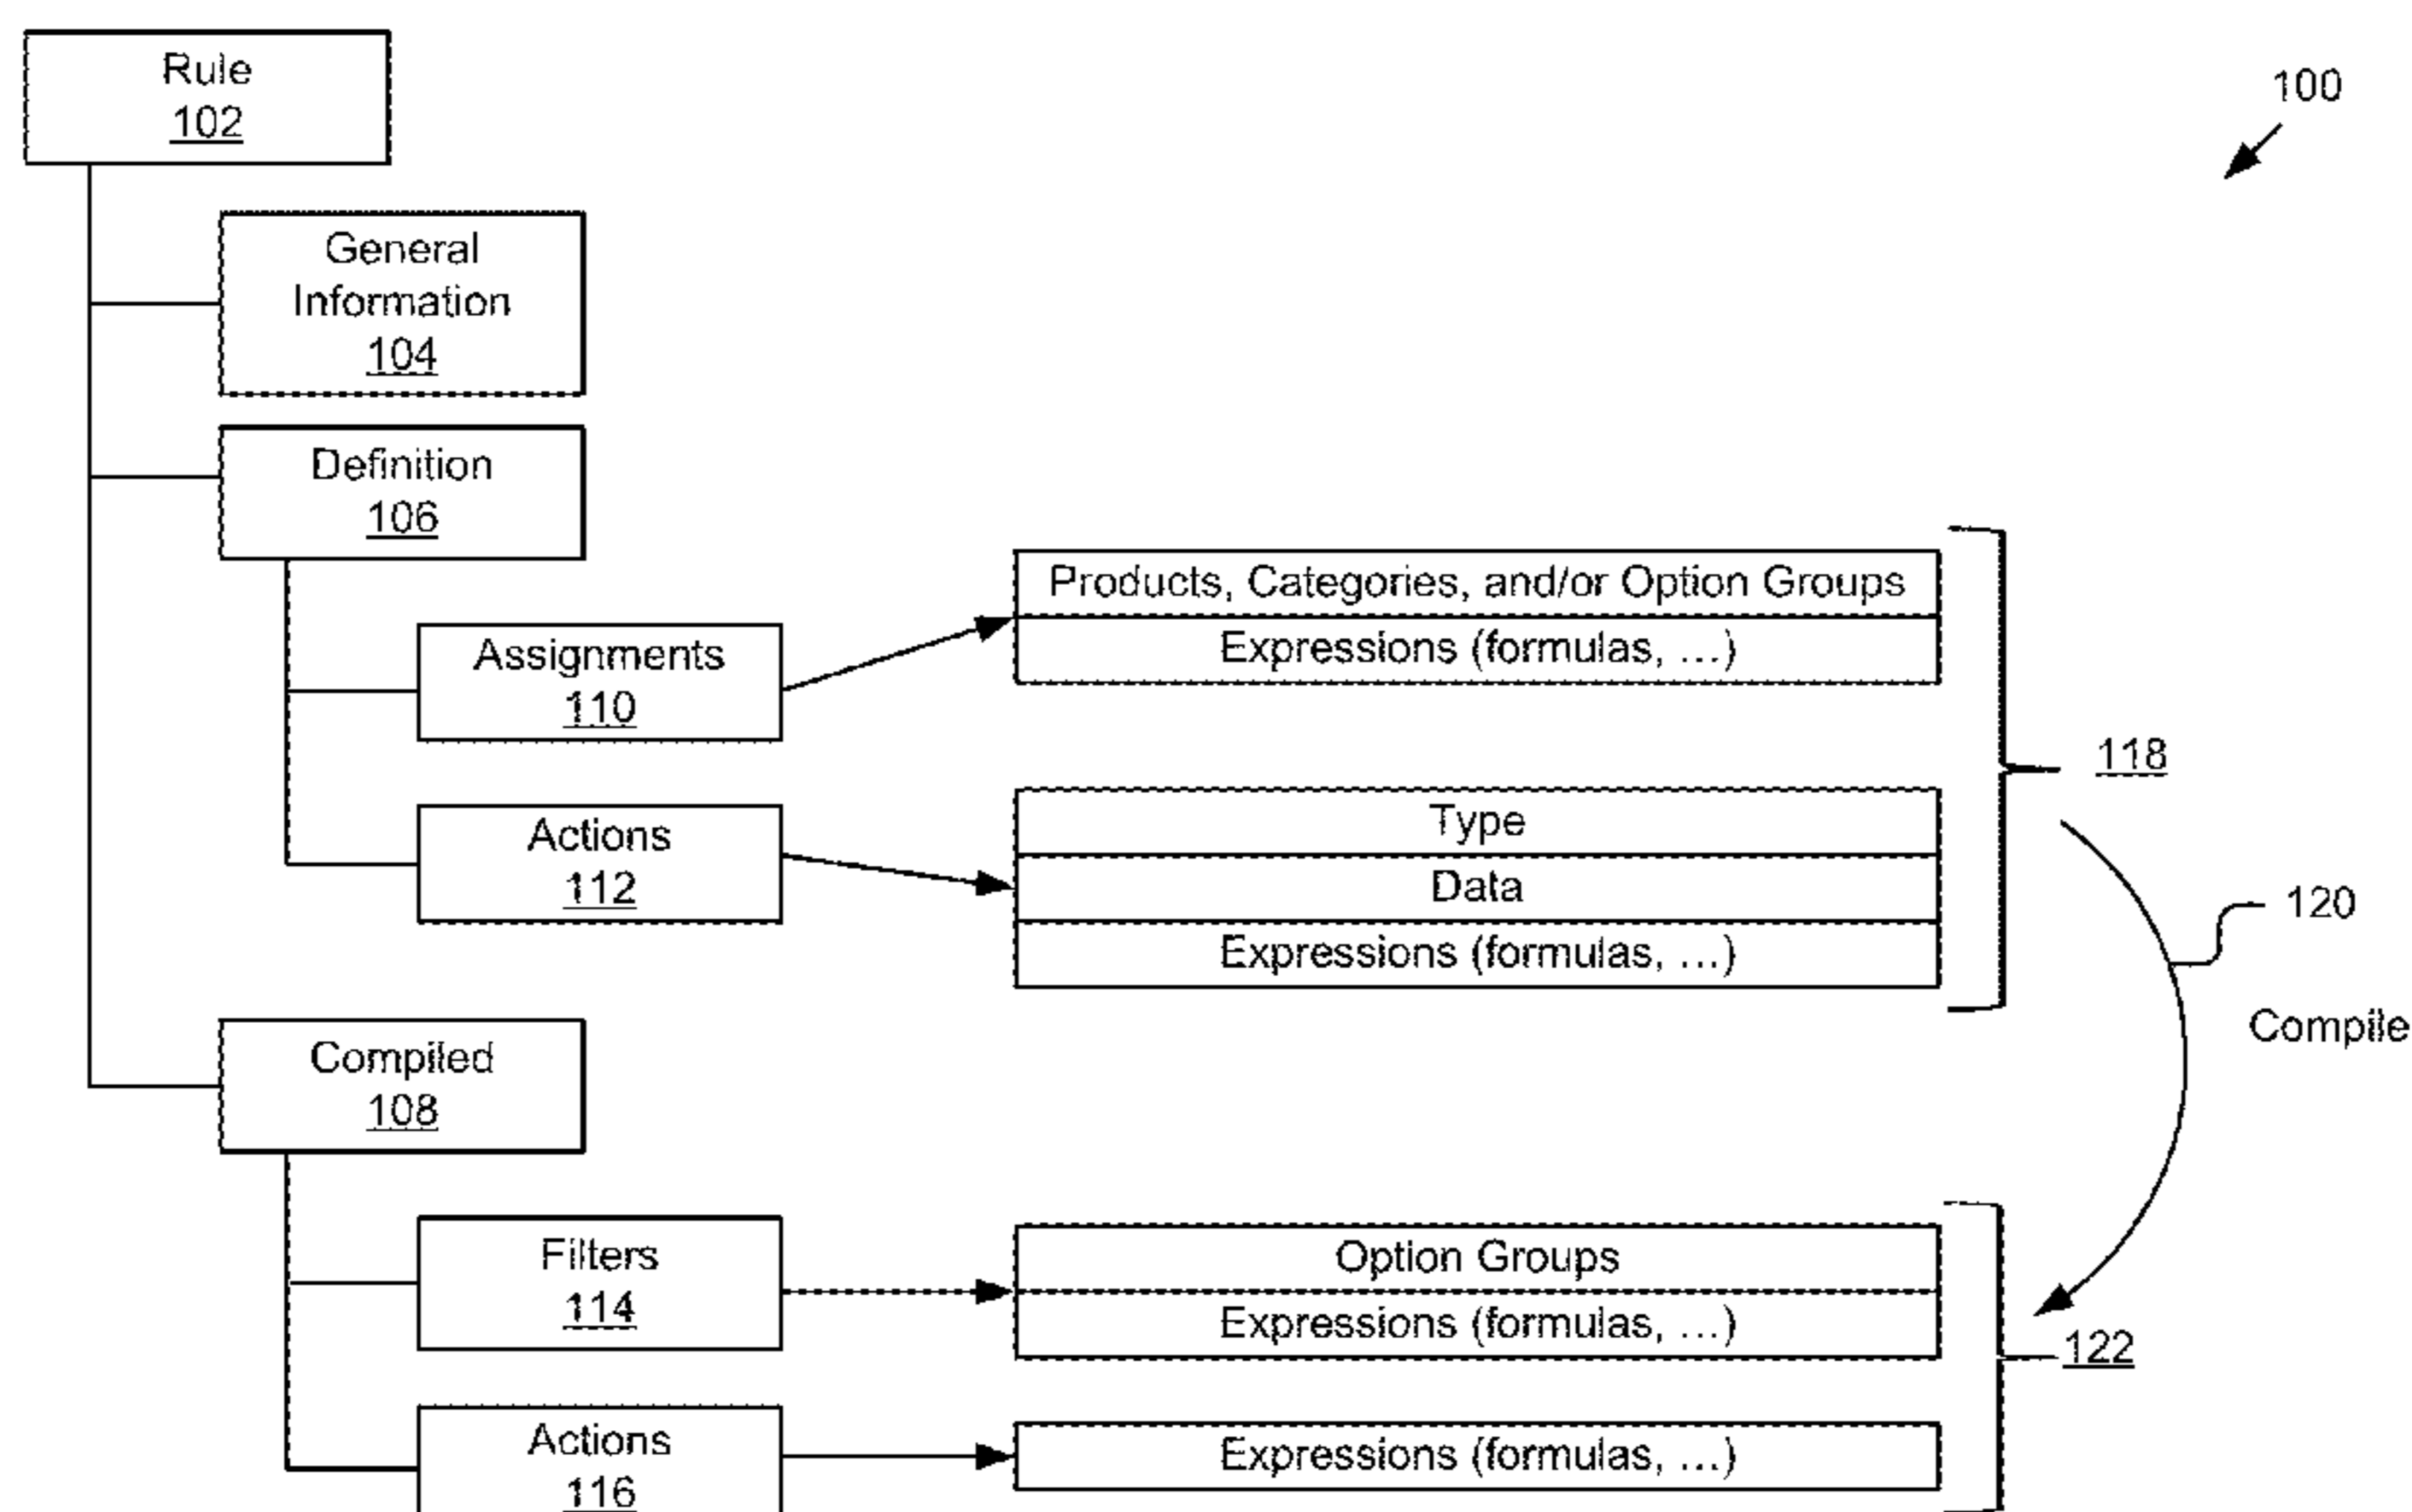 Rule
102
100
General
Information
104
Definition
106
Assignments
110
Products, Categories, and/or Option Groups
Expressions (formulas, ...)
118
Actions
112
Type
Data
Expressions (formulas, ...)
120
Compile
Compiled
108
Filters
114
Option Groups
Expressions (formulas, ...)
122
Actions
116
Expressions (formulas, ...)